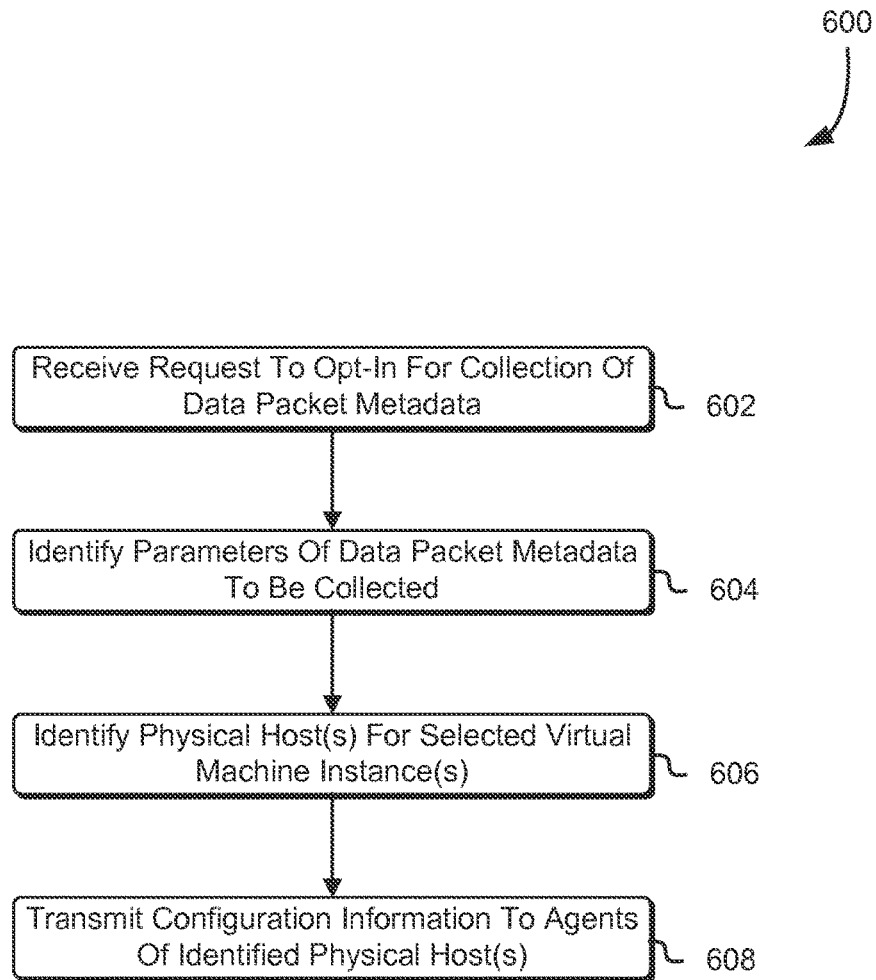 600
Receive Request To Opt-In For Collection Of
Data Packet Metadata
602
Identify Parameters Of Data Packet Metadata
To Be Collected
604
Identify Physical Host(s) For Selected Virtual
Machine Instance(s)
606
Transmit Configuration Information To Agents
Of Identified Physical Host(s)
608